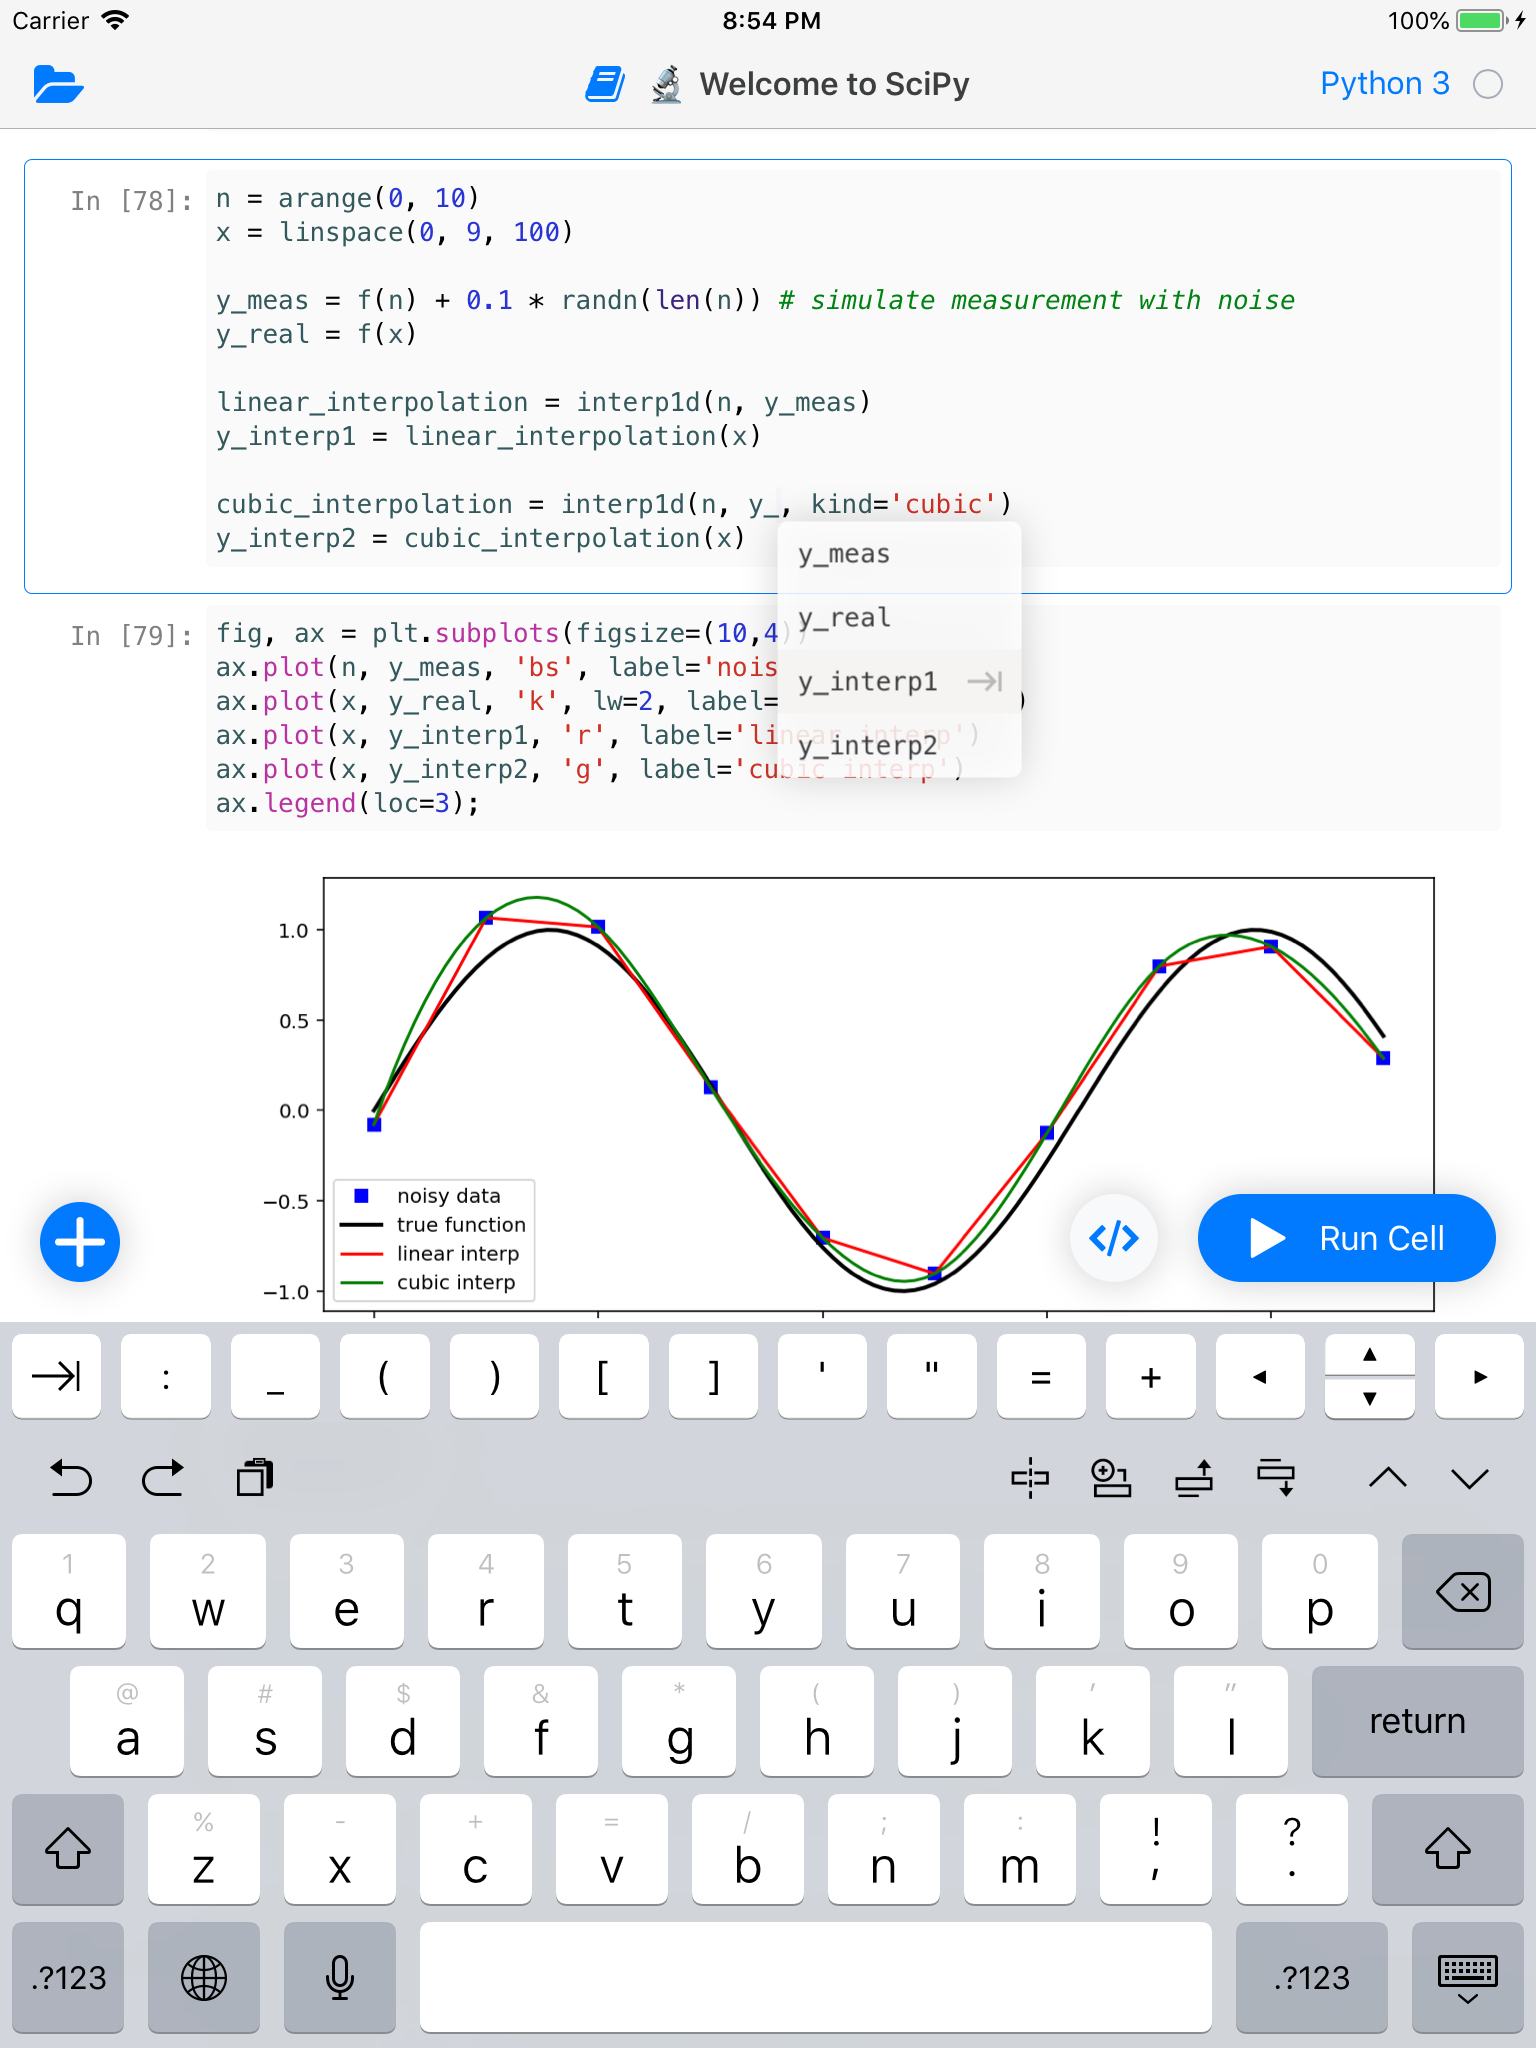 Carrier 8:54 PM 100%
Welcome to SciPy Python 3
In [78]: n = arange(0, 10)
x = linspace(0, 9, 100)
y_meas = f(n) + 0.1 * randn(len(n)) # simulate measurement with noise
y_real = f(x)
linear_interpolation = interp1d(n, y_meas)
y_interp1 = linear_interpolation(x)
cubic_interpolation = interp1d(n, y_, kind='cubic')
y_interp2 = cubic_interpolation(x)
y_meas
y_real
y_interp1
y_interp2
In [79]: fig, ax = plt.subplots(figsize=(10,4))
ax.plot(n, y_meas, 'bs', label='nois
ax.plot(x, y_real, 'k', lw=2, label= )
ax.plot(x, y_interp1, 'r', label='linear interp')
ax.plot(x, y_interp2, 'g', label='cubic interp')
ax.legend(loc=3);
1.0
0.5
0.0
−0.5
−1.0
noisy data
true function
linear interp
cubic interp
</> Run Cell
: _ ( ) [ ] ' " = +
1 2 3 4 5 6 7 8 9 0
q w e r t y u i o p
@ # $ & * ( ) ' "
a s d f g h j k l return
% - + = / ; : ! ?
z x c v b n m , .
.?123 .?123